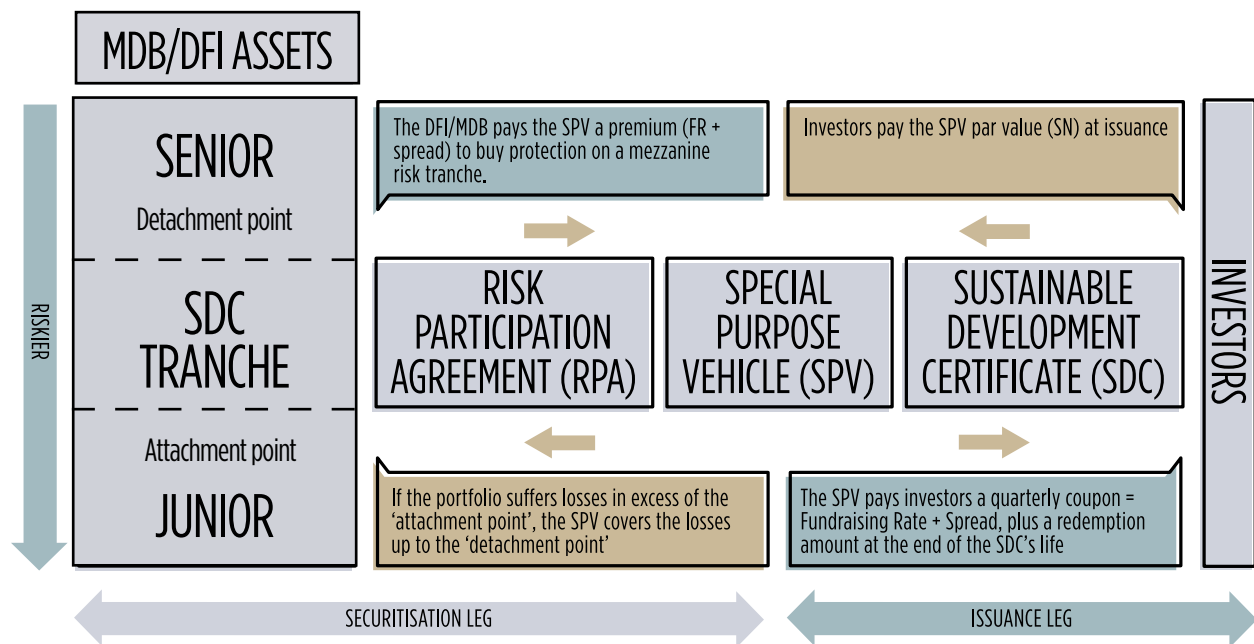 MDB/DFI ASSETS
RISKIER
SENIOR
Detachment point
SDC
TRANCHE
Attachment point
JUNIOR
The DFI/MDB pays the SPV a premium (FR +
spread) to buy protection on a mezzanine
risk tranche.
Investors pay the SPV par value (SN) at issuance
RISK
PARTICIPATION
AGREEMENT (RPA)
SPECIAL
PURPOSE
VEHICLE (SPV)
SUSTAINABLE
DEVELOPMENT
CERTIFICATE (SDC)
If the portfolio suffers losses in excess of the
‘attachment point’, the SPV covers the losses
up to the ‘detachment point’
The SPV pays investors a quarterly coupon =
Fundraising Rate + Spread, plus a redemption
amount at the end of the SDC’s life
INVESTORS
SECURITISATION LEG
ISSUANCE LEG